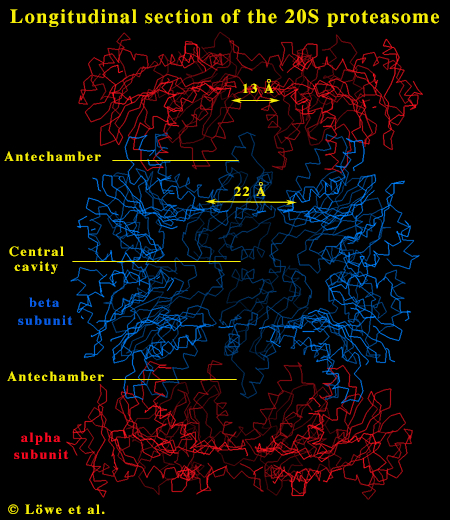 Longitudinal section of the 20S proteasome
13 Å
Antechamber
22 Å
Central
cavity
beta
subunit
Antechamber
alpha
subunit
© Löwe et al.